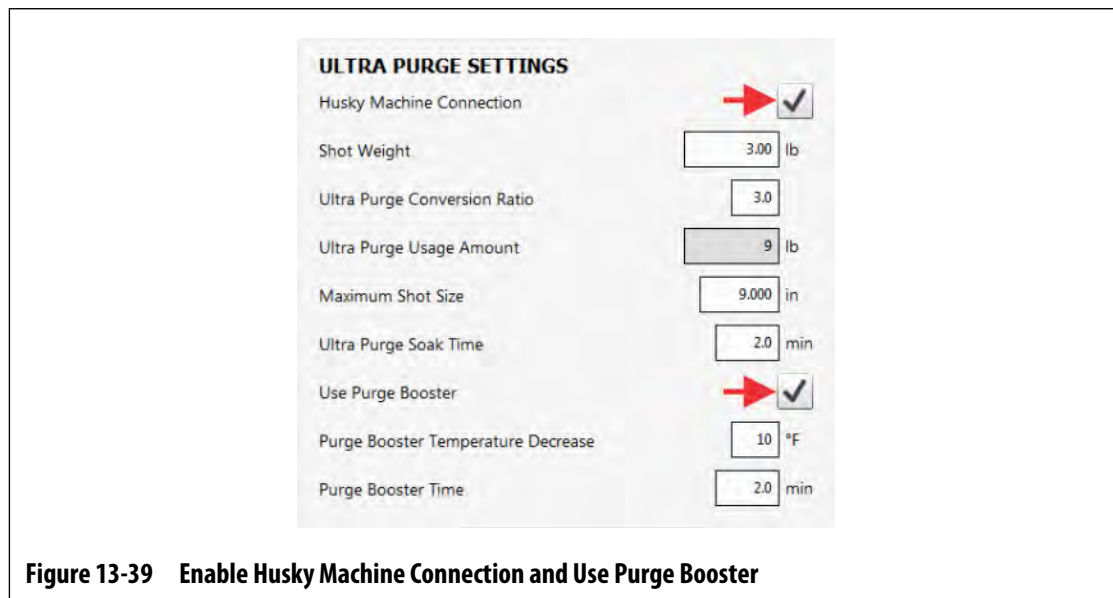 ULTRA PURGE SETTINGS
Husky Machine Connection
Shot Weight 3.00 lb
Ultra Purge Conversion Ratio 3.0
Ultra Purge Usage Amount 9 lb
Maximum Shot Size 9.000 in
Ultra Purge Soak Time 2.0 min
Use Purge Booster
Purge Booster Temperature Decrease 10 °F
Purge Booster Time 2.0 min
Figure 13-39 Enable Husky Machine Connection and Use Purge Booster